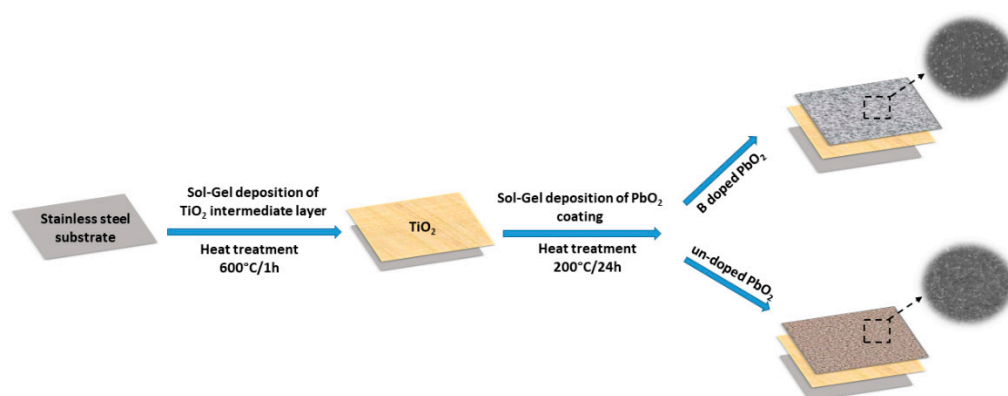 Stainless steel
substrate
Sol-Gel deposition of
TiO₂ intermediate layer
Heat treatment
600°C/1h
TiO₂
Sol-Gel deposition of PbO₂
coating
Heat treatment
200°C/24h
B doped PbO₂
un-doped PbO₂